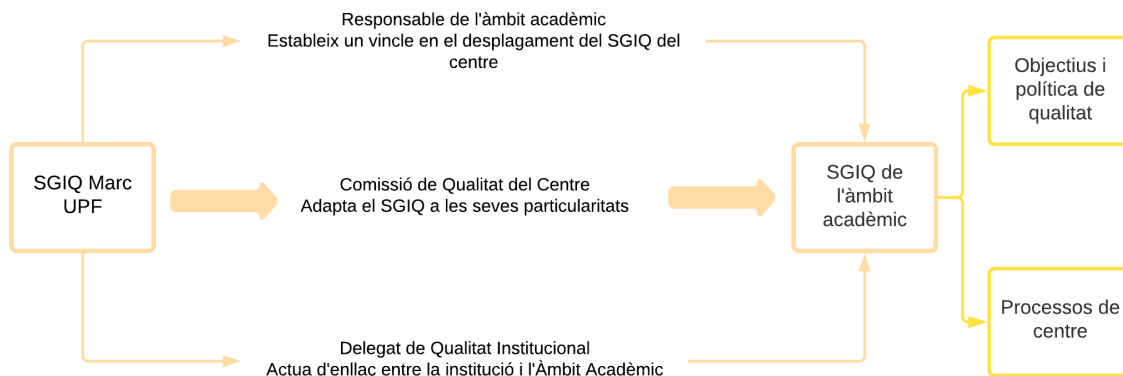 Responsable de l'àmbit acadèmic
Estableix un vincle en el desplagament del SGIQ del
centre
SGIQ Marc
UPF
Comissió de Qualitat del Centre
Adapta el SGIQ a les seves particularitats
Delegat de Qualitat Institucional
Actua d'enllac entre la institució i l'Àmbit Acadèmic
SGIQ de
l'àmbit
acadèmic
Objectius i
política de
qualitat
Processos de
centre